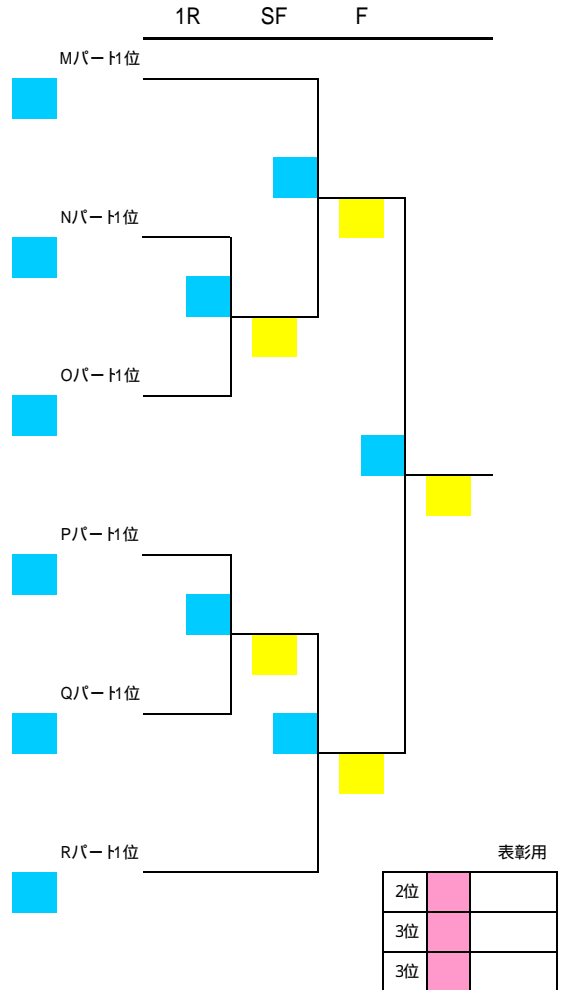 1R SF F
Mパート1位
Nパート1位
Oパート1位
Pパート1位
Qパート1位
Rパート1位
表彰用
2位
3位
3位